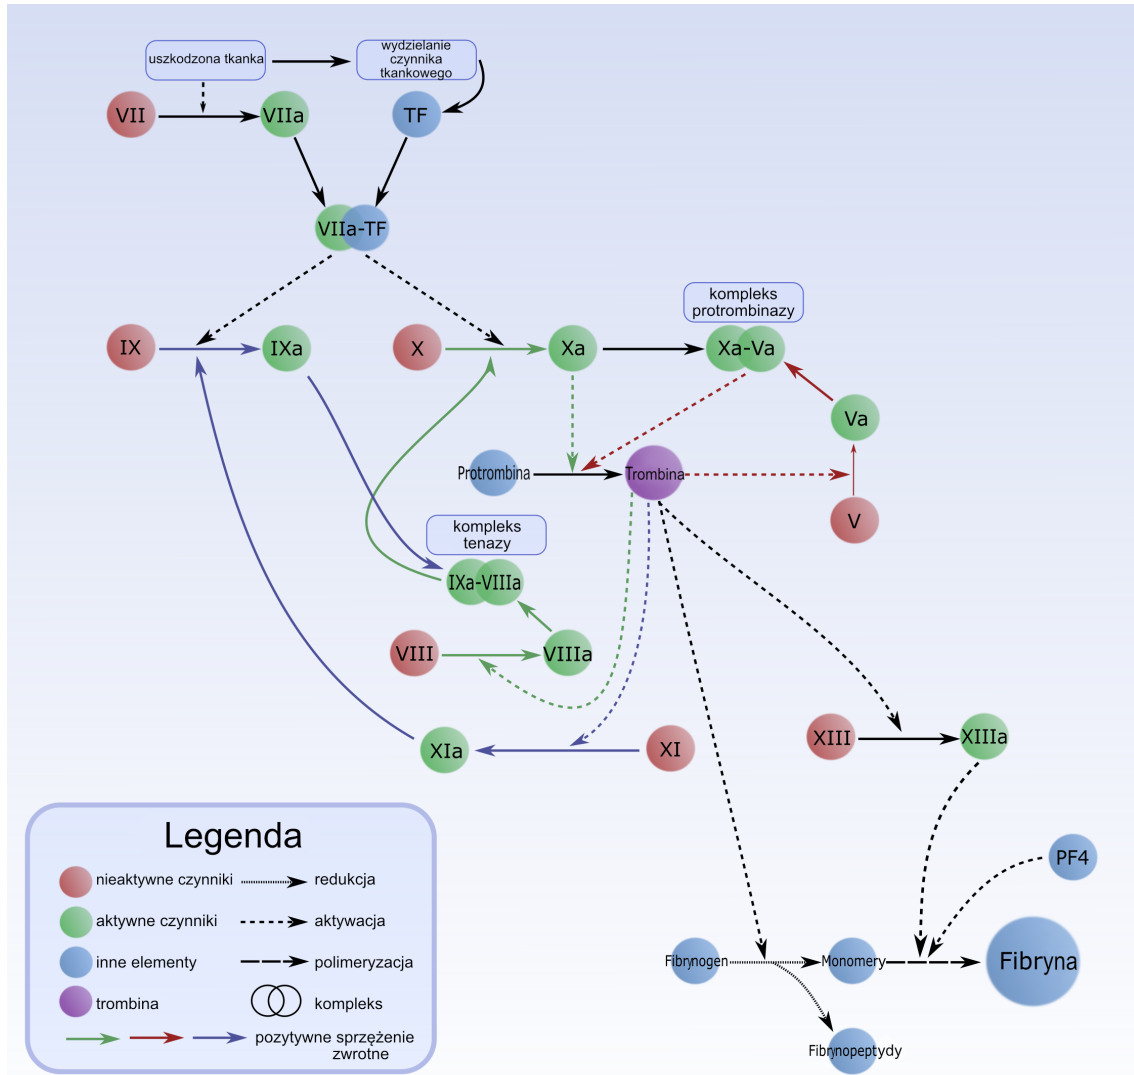 uszkodzona tkanka
wydzielanie
czynnika
tkankowego
VII
VIIa
TF
VIIa-TF
kompleks
protrombinazy
IX
IXa
X
Xa
Xa-Va
Va
Protrombina
Trombina
V
kompleks
tenazy
IXa-VIIIa
VIII
VIIIa
XIa
XI
XIII
XIIIa
PF4
Fibrynogen
Monomery
Fibryna
Fibrynopeptydy
Legenda
nieaktywne czynniki
redukcja
aktywne czynniki
aktywacja
inne elementy
polimeryzacja
trombina
kompleks
pozytywne sprzężenie
zwrotne